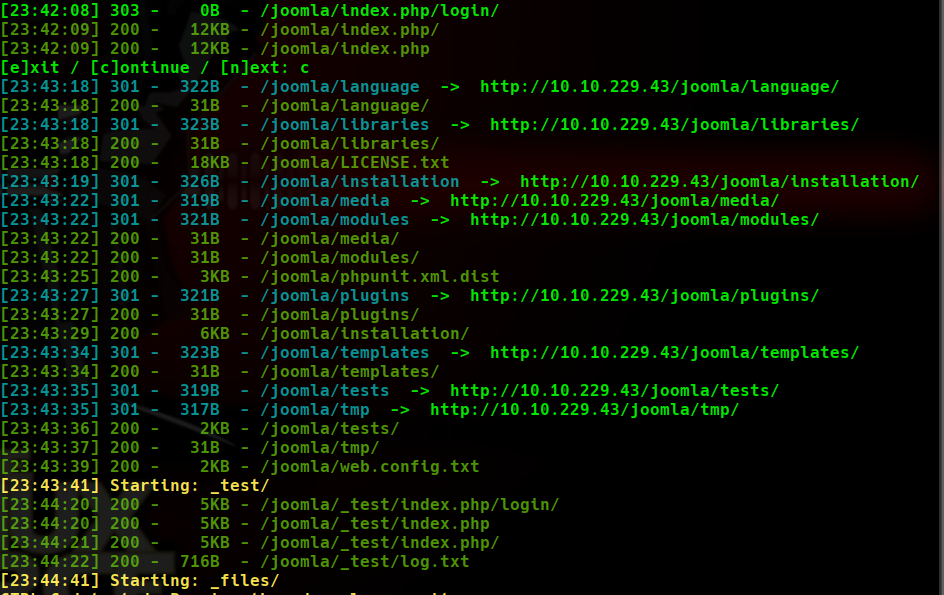 [23:42:08] 303 -    0B  - /joomla/index.php/login/
[23:42:09] 200 -   12KB - /joomla/index.php/
[23:42:09] 200 -   12KB - /joomla/index.php
[e]xit / [c]ontinue / [n]ext: c
[23:43:18] 301 -  322B  - /joomla/language  ->  http://10.10.229.43/joomla/language/
[23:43:18] 200 -   31B  - /joomla/language/
[23:43:18] 301 -  323B  - /joomla/libraries  ->  http://10.10.229.43/joomla/libraries/
[23:43:18] 200 -   31B  - /joomla/libraries/
[23:43:18] 200 -   18KB - /joomla/LICENSE.txt
[23:43:19] 301 -  326B  - /joomla/installation  ->  http://10.10.229.43/joomla/installation/
[23:43:22] 301 -  319B  - /joomla/media  ->  http://10.10.229.43/joomla/media/
[23:43:22] 301 -  321B  - /joomla/modules  ->  http://10.10.229.43/joomla/modules/
[23:43:22] 200 -   31B  - /joomla/media/
[23:43:22] 200 -   31B  - /joomla/modules/
[23:43:25] 200 -    3KB - /joomla/phpunit.xml.dist
[23:43:27] 301 -  321B  - /joomla/plugins  ->  http://10.10.229.43/joomla/plugins/
[23:43:27] 200 -   31B  - /joomla/plugins/
[23:43:29] 200 -    6KB - /joomla/installation/
[23:43:34] 301 -  323B  - /joomla/templates  ->  http://10.10.229.43/joomla/templates/
[23:43:34] 200 -   31B  - /joomla/templates/
[23:43:35] 301 -  319B  - /joomla/tests  ->  http://10.10.229.43/joomla/tests/
[23:43:35] 301 -  317B  - /joomla/tmp  ->  http://10.10.229.43/joomla/tmp/
[23:43:36] 200 -    2KB - /joomla/tests/
[23:43:37] 200 -   31B  - /joomla/tmp/
[23:43:39] 200 -    2KB - /joomla/web.config.txt
[23:43:41] Starting: _test/
[23:44:20] 200 -    5KB - /joomla/_test/index.php/login/
[23:44:20] 200 -    5KB - /joomla/_test/index.php
[23:44:21] 200 -    5KB - /joomla/_test/index.php/
[23:44:22] 200 -  716B  - /joomla/_test/log.txt
[23:44:41] Starting: _files/